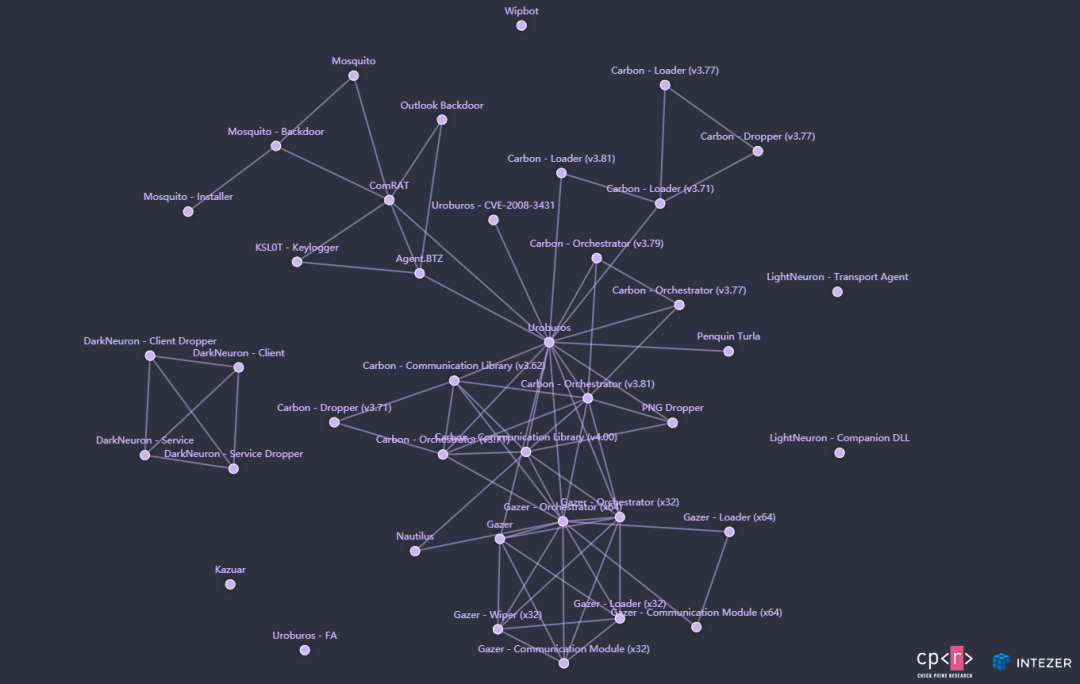 Wipbot
Mosquito
Carbon - Loader (v3.77)
Outlook Backdoor
Mosquito - Backdoor
Carbon - Dropper (v3.77)
Carbon - Loader (v3.81)
ComRAT
Carbon - Loader (v3.71)
Mosquito - Installer
Uroburos - CVE-2008-3431
Carbon - Orchestrator (v3.79)
KSL0T - Keylogger
Agent.BTZ
LightNeuron - Transport Agent
Carbon - Orchestrator (v3.77)
Uroburos
Penquin Turla
DarkNeuron - Client Dropper
DarkNeuron - Client
Carbon - Communication Library (v3.62)
Carbon - Orchestrator (v3.81)
Carbon - Dropper (v3.71)
PNG Dropper
DarkNeuron - Service
Carbon - Orchestrator
Carbon - Communication Library (v4.00)
LightNeuron - Companion DLL
DarkNeuron - Service Dropper
Gazer - Orchestrator (x32)
Gazer - Orchestrator (x64)
Gazer - Loader (x64)
Gazer
Nautilus
Kazuar
Gazer - Loader (x32)
Gazer - Communication Module (x64)
Gazer - Wiper (x32)
Uroburos - FA
Gazer - Communication Module (x32)
cp<r>
CHECK POINT RESEARCH
INTEZER